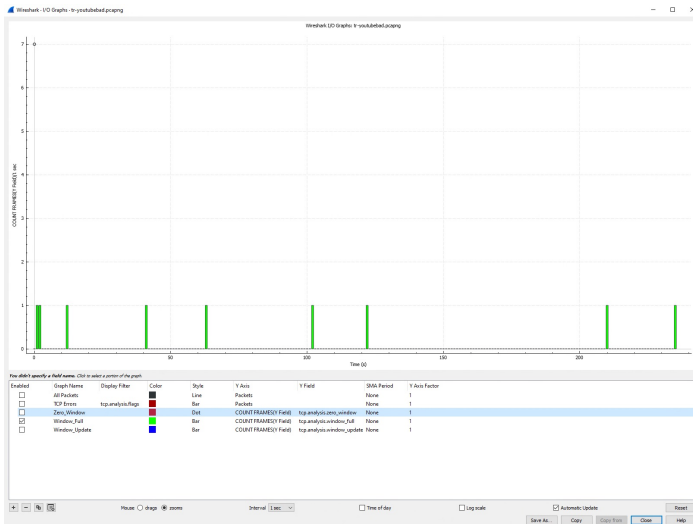 Wireshark · I/O Graphs · tr-youtubebad.pcapng
Wireshark I/O Graphs: tr-youtubebad.pcapng
7
6
5
4
3
2
1
0
COUNT FRAMES(Y Field)/1 sec
0 50 100 150 200
Time (s)
You didn't specify a field name. Click to select a portion of the graph.
Enabled Graph Name Display Filter Color Style Y Axis Y Field SMA Period Y Axis Factor
All Packets Line Packets None 1
TCP Errors tcp.analysis.flags Bar Packets None 1
Zero_Window Dot COUNT FRAMES(Y Field) tcp.analysis.zero_window None 1
Window_Full Bar COUNT FRAMES(Y Field) tcp.analysis.window_full None 1
Window_Update Bar COUNT FRAMES(Y Field) tcp.analysis.window_update None 1
Mouse drags zooms Interval 1 sec Time of day Log scale Automatic Update Reset
Save As... Copy Copy from Close Help